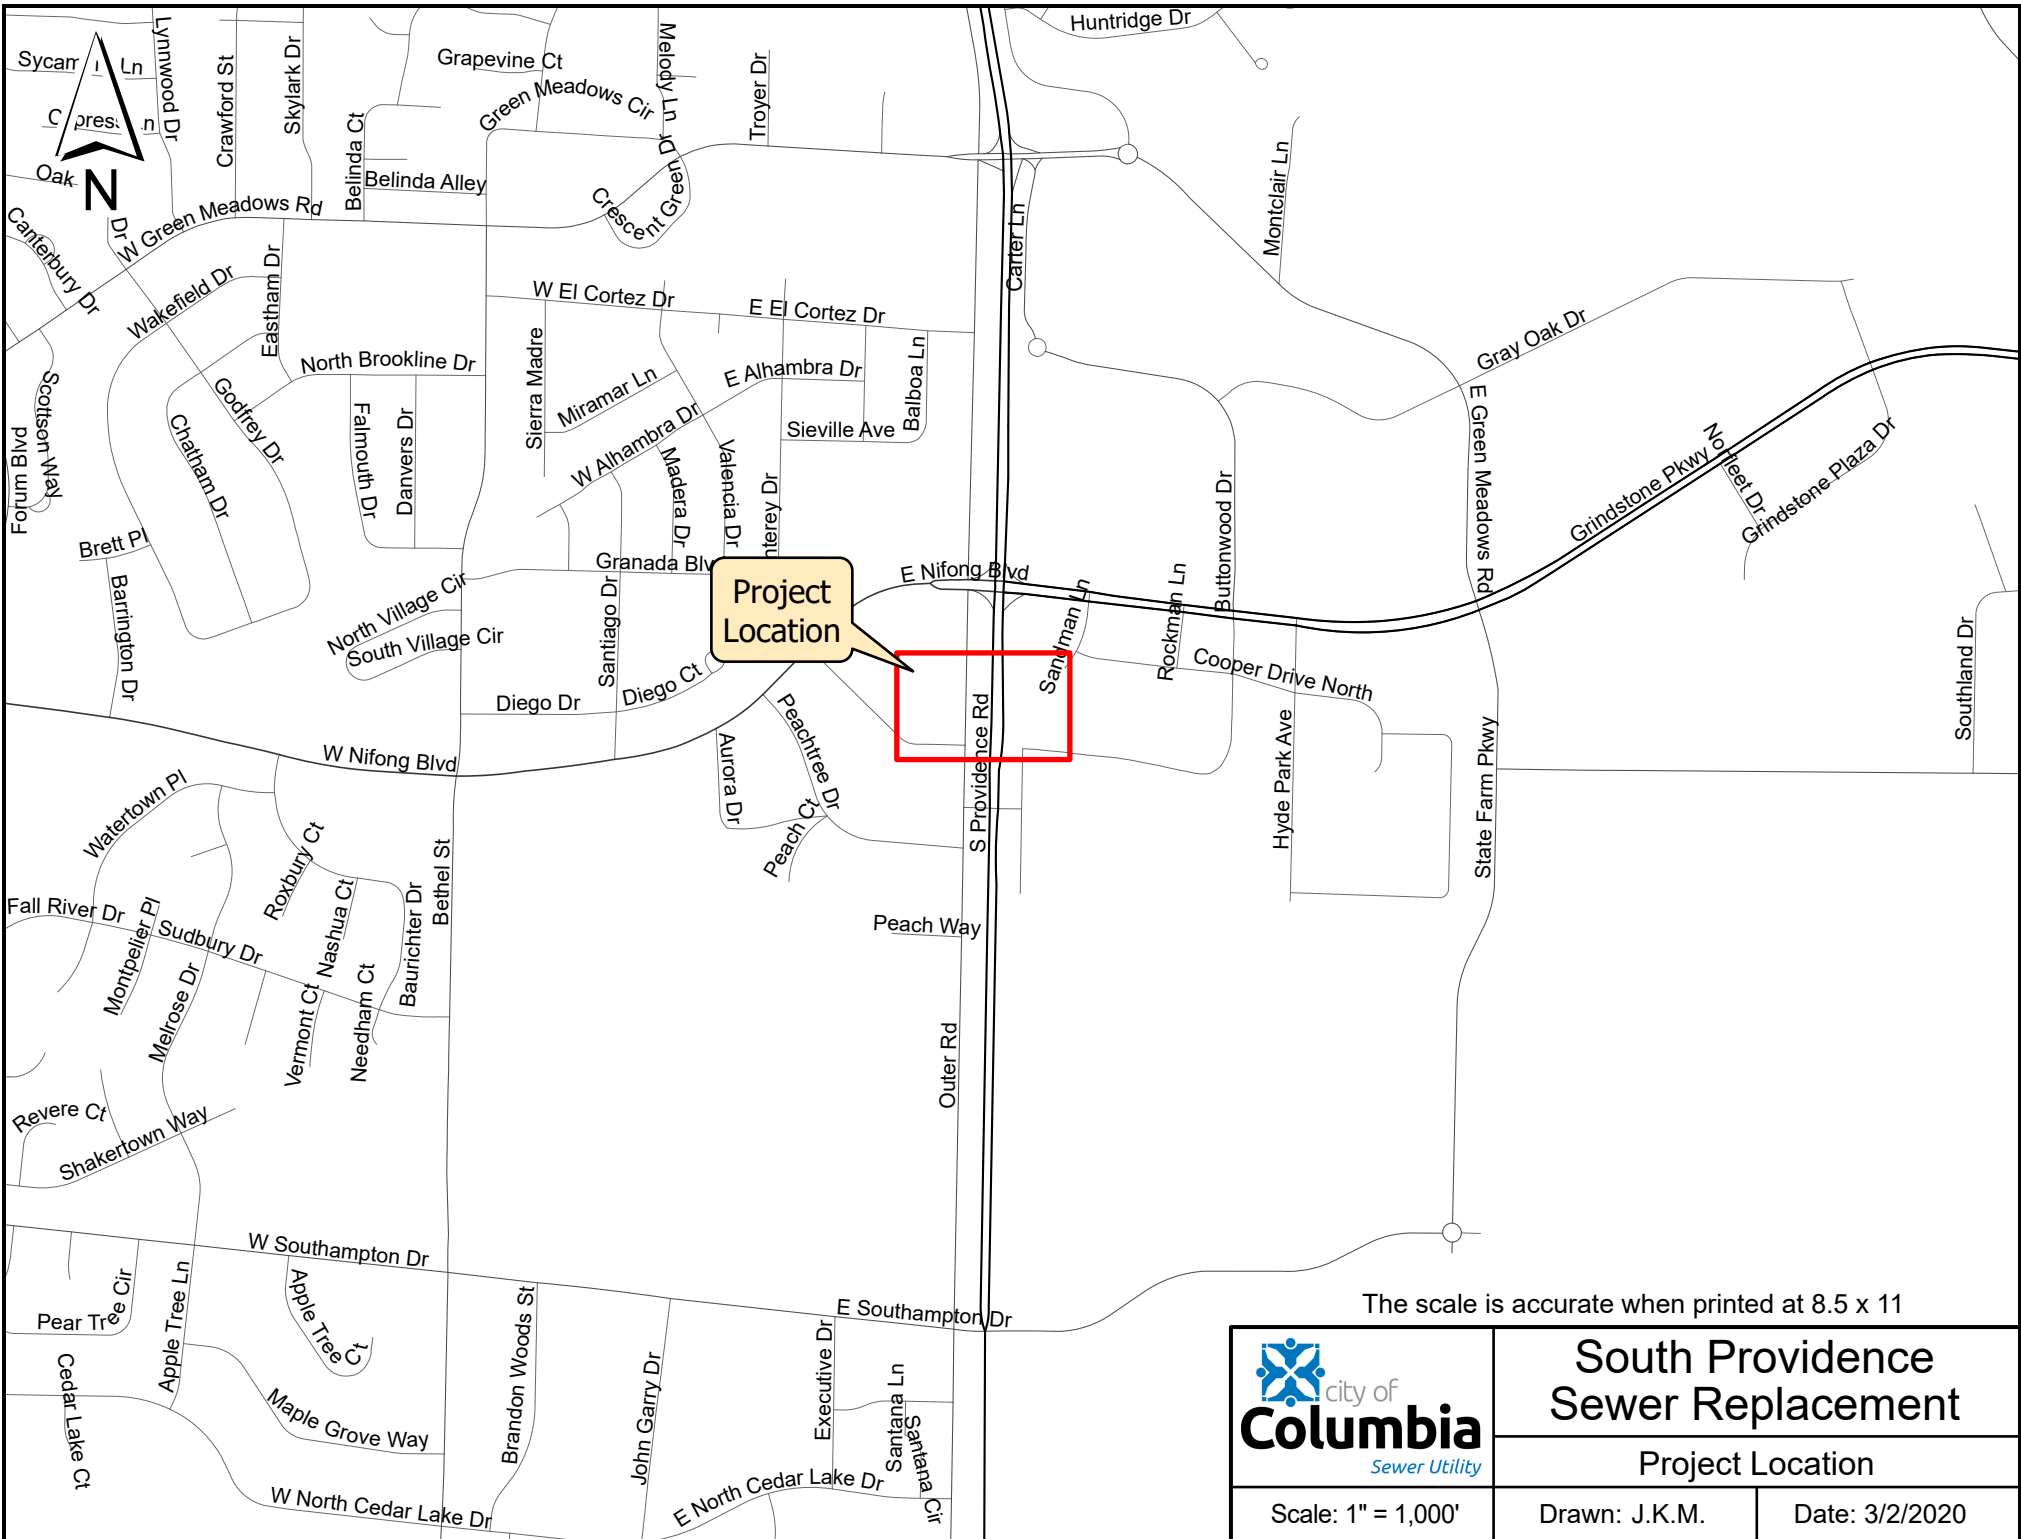 Huntridge Dr
Lynnwood Dr
Crawford St
Skylark Dr
Grapevine Ct
Melody Ln
Troyer Dr
Ln
Green Meadows Cir
Oak
N
Dr
Belinda Ct
Belinda Alley
Crescent Green Dr
Carter Ln
Montclair Ln
Canterbury Dr
W Green Meadows Rd
Wakefield Dr
Eastham Dr
W El Cortez Dr
E El Cortez Dr
Gray Oak Dr
North Brookline Dr
Sierra Madre
Miramar Ln
E Alhambra Dr
Balboa Ln
Scottson Way
Forum Blvd
Godfrey Dr
Chatham Dr
Falmouth Dr
Danvers Dr
W Alhambra Dr
Madera Dr
Valencia Dr
Sieville Ave
nterey Dr
Buttonwood Dr
E Green Meadows Rd
Grindstone Pkwy
Norfleet Dr
Grindstone Plaza Dr
Brett Pl
Barrington Dr
Granada Blv
E Nifong Blvd
Project
Location
North Village Cir
South Village Cir
Santiago Dr
Sandman Ln
Rockman Ln
Cooper Drive North
Southland Dr
Diego Dr
Diego Ct
W Nifong Blvd
Peachtree Dr
Aurora Dr
Peach Ct
S Providence Rd
Hyde Park Ave
State Farm Pkwy
Watertown Pl
Roxbury Ct
Nashua Ct
Baurichter Dr
Bethel St
Fall River Dr
Montpelier Pl
Sudbury Dr
Melrose Dr
Vermont Ct
Needham Ct
Peach Way
Outer Rd
Revere Ct
Shakertown Way
W Southampton Dr
Pear Tree Cir
Apple Tree Ln
Apple Tree Ct
Brandon Woods St
E Southampton Dr
Cedar Lake Ct
Maple Grove Way
John Garry Dr
Executive Dr
Santana Ln
Santana Cir
W North Cedar Lake Dr
E North Cedar Lake Dr
The scale is accurate when printed at 8.5 x 11
city of
Columbia
Sewer Utility
South Providence
Sewer Replacement
Project Location
Scale: 1" = 1,000'
Drawn: J.K.M.
Date: 3/2/2020